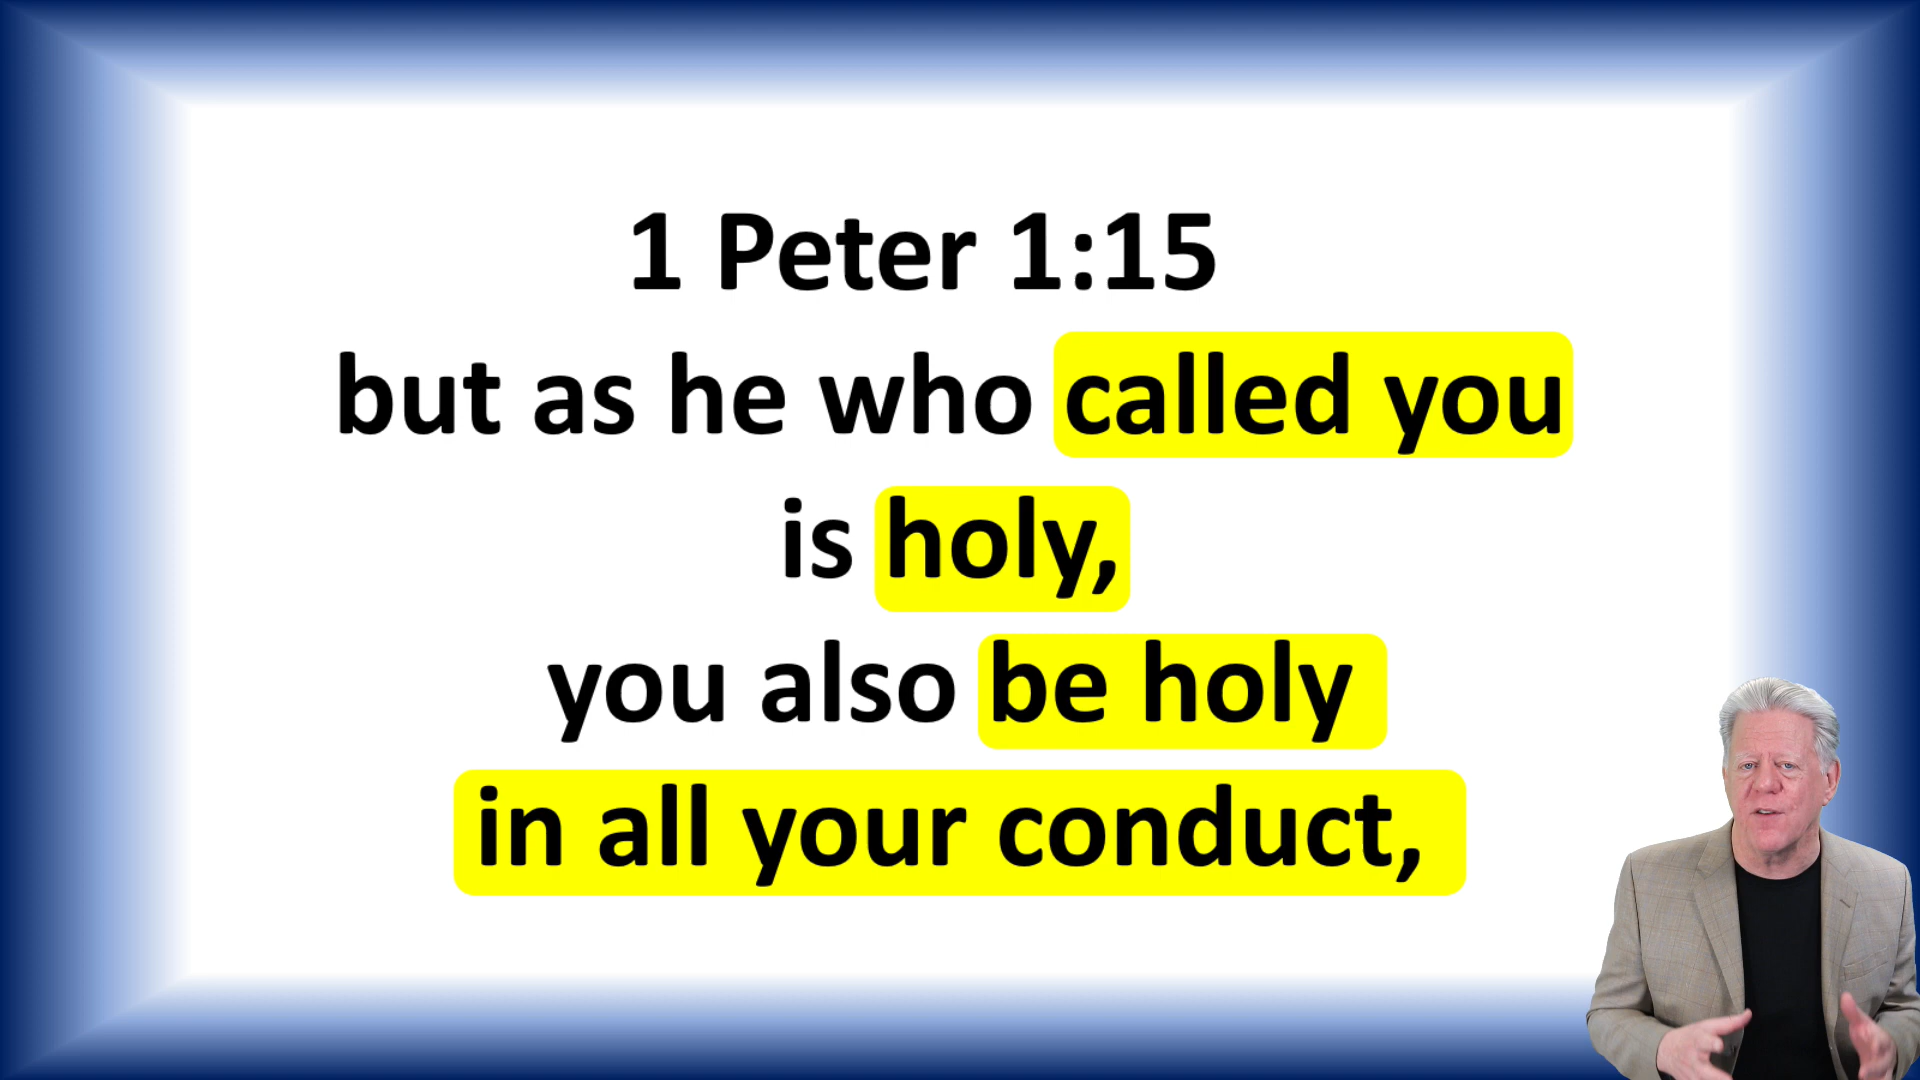 1 Peter 1:15
but as he who called you
is holy,
you also be holy
in all your conduct,